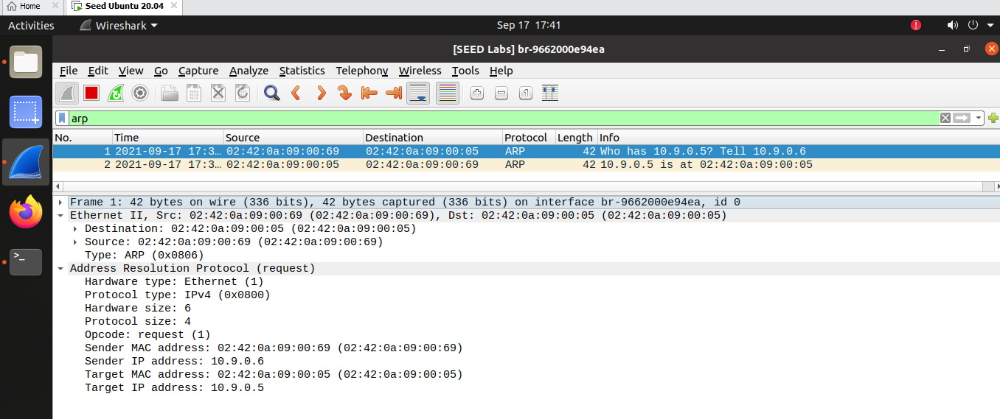 Home Seed Ubuntu 20.04
Activities Wireshark Sep 17 17:41
[SEED Labs] br-9662000e94ea
File Edit View Go Capture Analyze Statistics Telephony Wireless Tools Help
arp
No. Time Source Destination Protocol Length Info
1 2021-09-17 17:3… 02:42:0a:09:00:69 02:42:0a:09:00:05 ARP 42 Who has 10.9.0.5? Tell 10.9.0.6
2 2021-09-17 17:3… 02:42:0a:09:00:05 02:42:0a:09:00:69 ARP 42 10.9.0.5 is at 02:42:0a:09:00:05
Frame 1: 42 bytes on wire (336 bits), 42 bytes captured (336 bits) on interface br-9662000e94ea, id 0
Ethernet II, Src: 02:42:0a:09:00:69 (02:42:0a:09:00:69), Dst: 02:42:0a:09:00:05 (02:42:0a:09:00:05)
Destination: 02:42:0a:09:00:05 (02:42:0a:09:00:05)
Source: 02:42:0a:09:00:69 (02:42:0a:09:00:69)
Type: ARP (0x0806)
Address Resolution Protocol (request)
Hardware type: Ethernet (1)
Protocol type: IPv4 (0x0800)
Hardware size: 6
Protocol size: 4
Opcode: request (1)
Sender MAC address: 02:42:0a:09:00:69 (02:42:0a:09:00:69)
Sender IP address: 10.9.0.6
Target MAC address: 02:42:0a:09:00:05 (02:42:0a:09:00:05)
Target IP address: 10.9.0.5